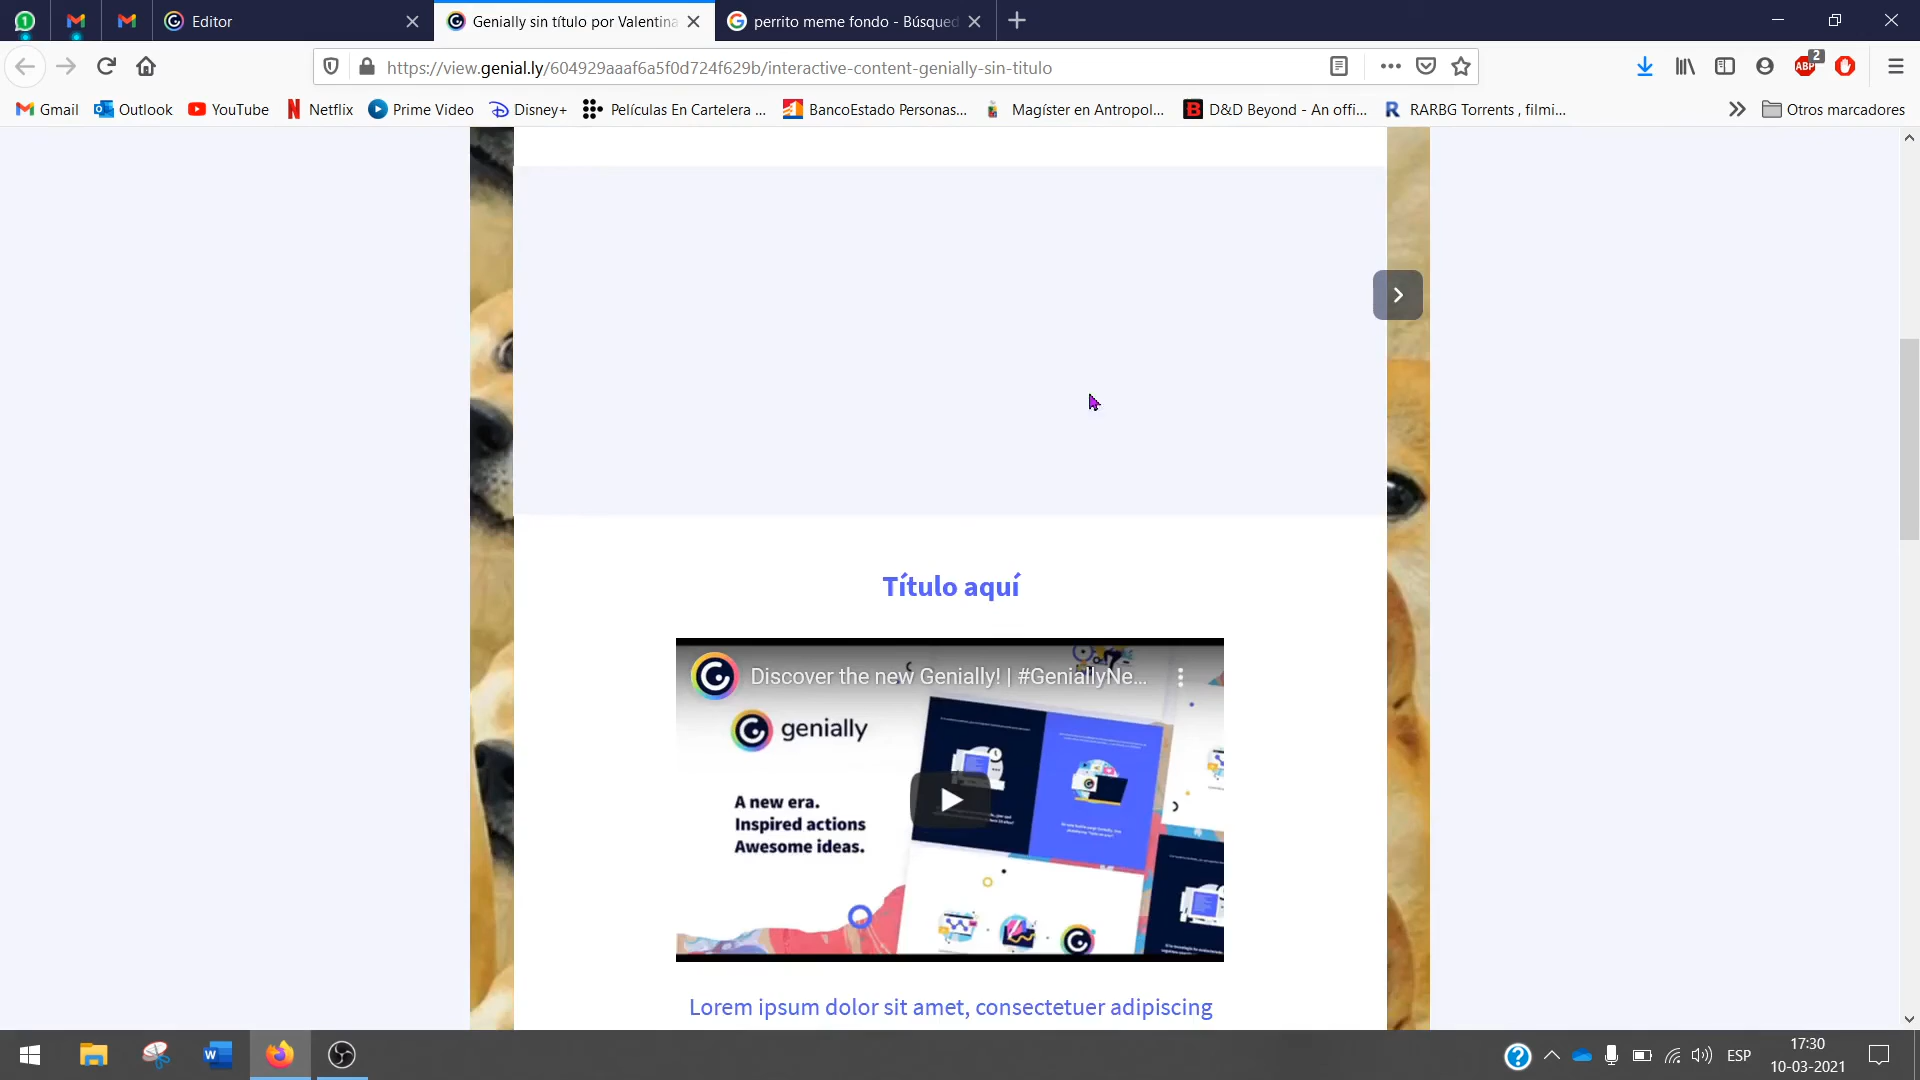 1
Editor
Genially sin título por Valentina
perrito meme fondo - Búsqued
https://view.genial.ly/604929aaaf6a5f0d724f629b/interactive-content-genially-sin-titulo
ABP
2
Gmail
Outlook
YouTube
Netflix
Prime Video
Disney+
Películas En Cartelera ...
BancoEstado Personas...
Magíster en Antropol...
D&D Beyond - An offi...
RARBG Torrents , filmi...
Otros marcadores
Título aquí
Discover the new Genially! | #GeniallyNe...
genially
A new era.
Inspired actions
Awesome ideas.
Lorem ipsum dolor sit amet, consectetuer adipiscing
ESP
17:30
10-03-2021